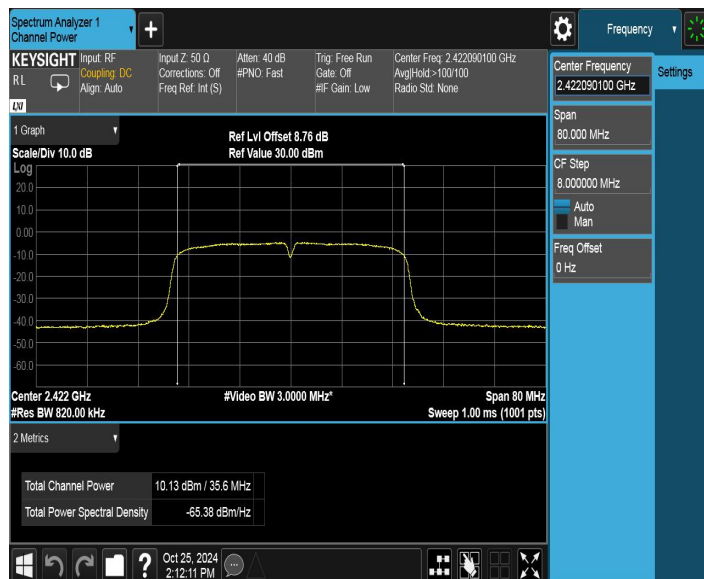 Spectrum Analyzer 1
Channel Power
Frequency
KEYSIGHT
RL
LXI
Input: RF
Coupling: DC
Align: Auto
Input Z: 50 Ω
Corrections: Off
Freq Ref: Int (S)
Atten: 40 dB
#PNO: Fast
Trig: Free Run
Gate: Off
#IF Gain: Low
Center Freq: 2.422090100 GHz
Avg|Hold:>100/100
Radio Std: None
Center Frequency
2.422090100 GHz
Settings
Span
80.000 MHz
CF Step
8.000000 MHz
Auto
Man
Freq Offset
0 Hz
1 Graph
Scale/Div 10.0 dB
Ref Lvl Offset 8.76 dB
Ref Value 30.00 dBm
Log
20.0
10.0
0.00
-10.0
-20.0
-30.0
-40.0
-50.0
-60.0
Center 2.422 GHz
#Video BW 3.0000 MHz*
Span 80 MHz
#Res BW 820.00 kHz
Sweep 1.00 ms (1001 pts)
2 Metrics
Total Channel Power 10.13 dBm / 35.6 MHz
Total Power Spectral Density -65.38 dBm/Hz
?
Oct 25, 2024
2:12:11 PM